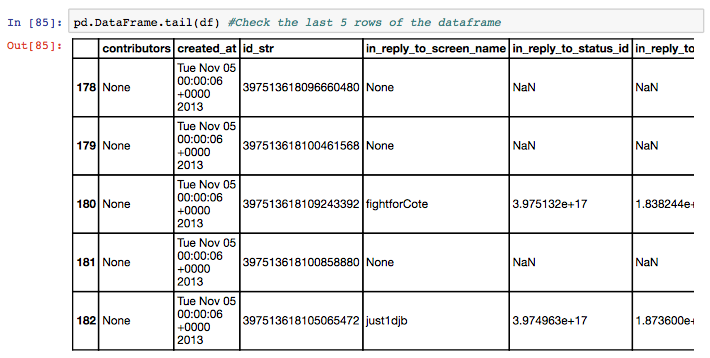 In [85]: pd.DataFrame.tail(df) #Check the last 5 rows of the dataframe
Out[85]:
contributors created_at id_str in_reply_to_screen_name in_reply_to_status_id in_reply_to
178 None Tue Nov 05 00:00:06 +0000 2013 397513618096660480 None NaN NaN
179 None Tue Nov 05 00:00:06 +0000 2013 397513618100461568 None NaN NaN
180 None Tue Nov 05 00:00:06 +0000 2013 397513618109243392 fightforCote 3.975132e+17 1.838244e+
181 None Tue Nov 05 00:00:06 +0000 2013 397513618100858880 None NaN NaN
182 None Tue Nov 05 00:00:06 +0000 2013 397513618105065472 just1djb 3.974963e+17 1.873600e+